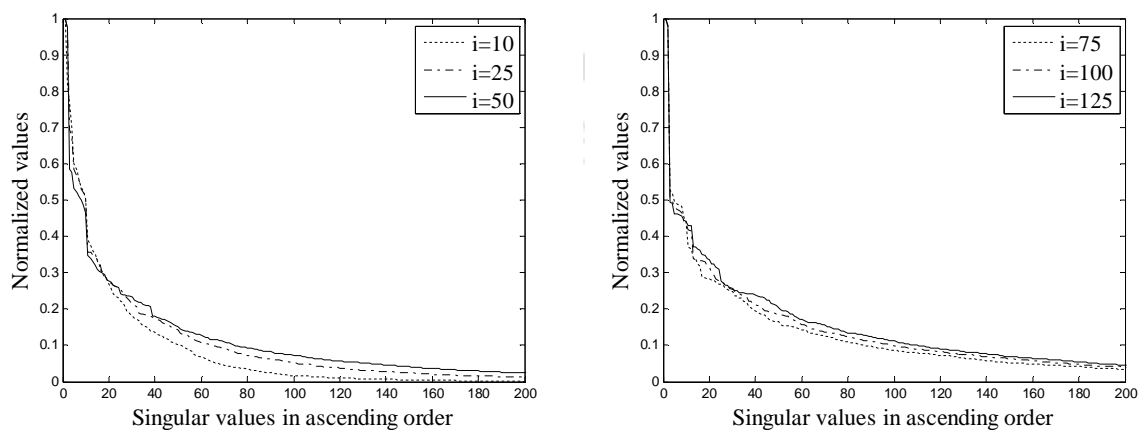 1
0.9
0.8
0.7
0.6
0.5
0.4
0.3
0.2
0.1
0
Normalized values
0 20 40 60 80 100 120 140 160 180 200
Singular values in ascending order
i=10
i=25
i=50
1
0.9
0.8
0.7
0.6
0.5
0.4
0.3
0.2
0.1
0
Normalized values
0 20 40 60 80 100 120 140 160 180 200
Singular values in ascending order
i=75
i=100
i=125